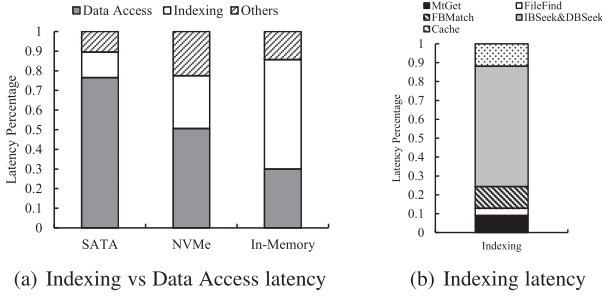 Data Access Indexing Others
Latency Percentage
1
0.9
0.8
0.7
0.6
0.5
0.4
0.3
0.2
0.1
0
SATA NVMe In-Memory
(a) Indexing vs Data Access latency
MtGet FileFind
FBMatch IBSeek&DBSeek
Cache
Latency Percentage
1
0.9
0.8
0.7
0.6
0.5
0.4
0.3
0.2
0.1
0
Indexing
(b) Indexing latency